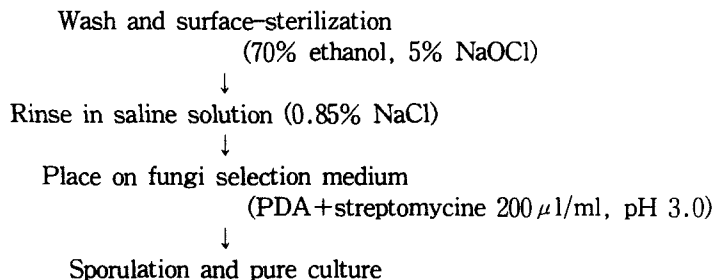 Wash and surface-sterilization
(70% ethanol, 5% NaOCl)
↓
Rinse in saline solution (0.85% NaCl)
↓
Place on fungi selection medium
(PDA+streptomycine 200 μl/ml, pH 3.0)
↓
Sporulation and pure culture